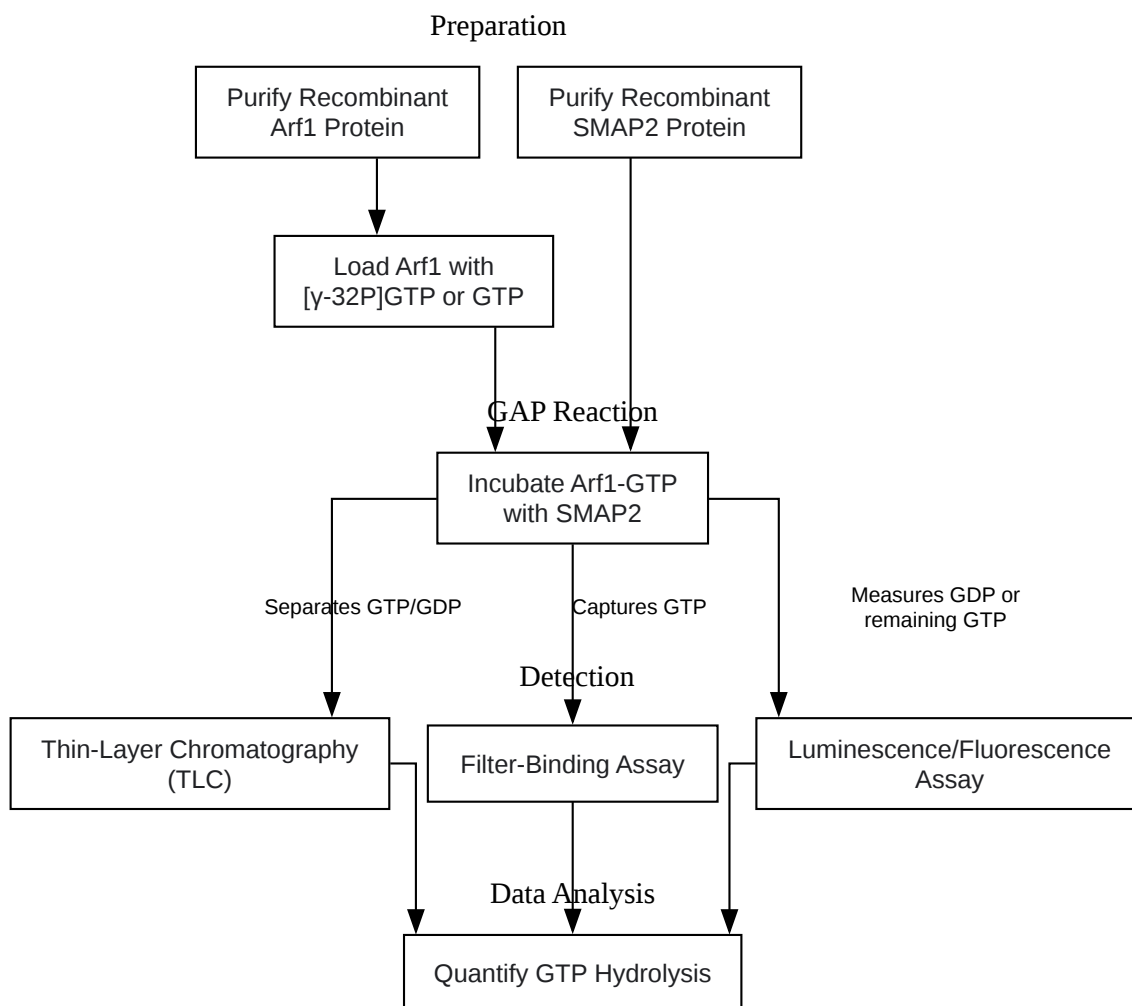 Preparation
Purify Recombinant
Arf1 Protein
Purify Recombinant
SMAP2 Protein
Load Arf1 with
[γ-32P]GTP or GTP
GAP Reaction
Incubate Arf1-GTP
with SMAP2
Separates GTP/GDP
Captures GTP
Measures GDP or
remaining GTP
Detection
Thin-Layer Chromatography
(TLC)
Filter-Binding Assay
Luminescence/Fluorescence
Assay
Data Analysis
Quantify GTP Hydrolysis